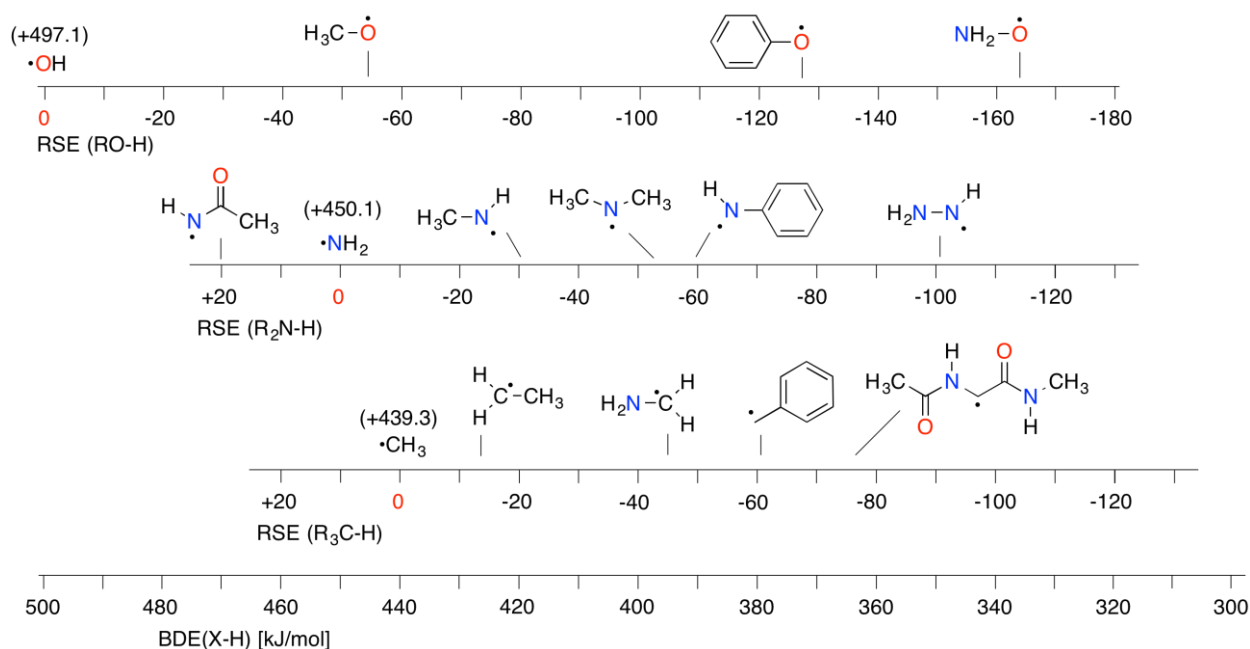 (+497.1)
•OH
H₃C–O•
O•
NH₂–O•
0 -20 -40 -60 -80 -100 -120 -140 -160 -180
RSE (RO-H)
H N • O CH₃
(+450.1)
•NH₂
H₃C–N• H
H₃C N• CH₃
H N •
H₂N–N• H
+20 0 -20 -40 -60 -80 -100 -120
RSE (R₂N-H)
(+439.3)
•CH₃
H H C•–CH₃
H₂N–C• H H
•
H₃C O H N • O N H CH₃
+20 0 -20 -40 -60 -80 -100 -120
RSE (R₃C-H)
500 480 460 440 420 400 380 360 340 320 300
BDE(X-H) [kJ/mol]